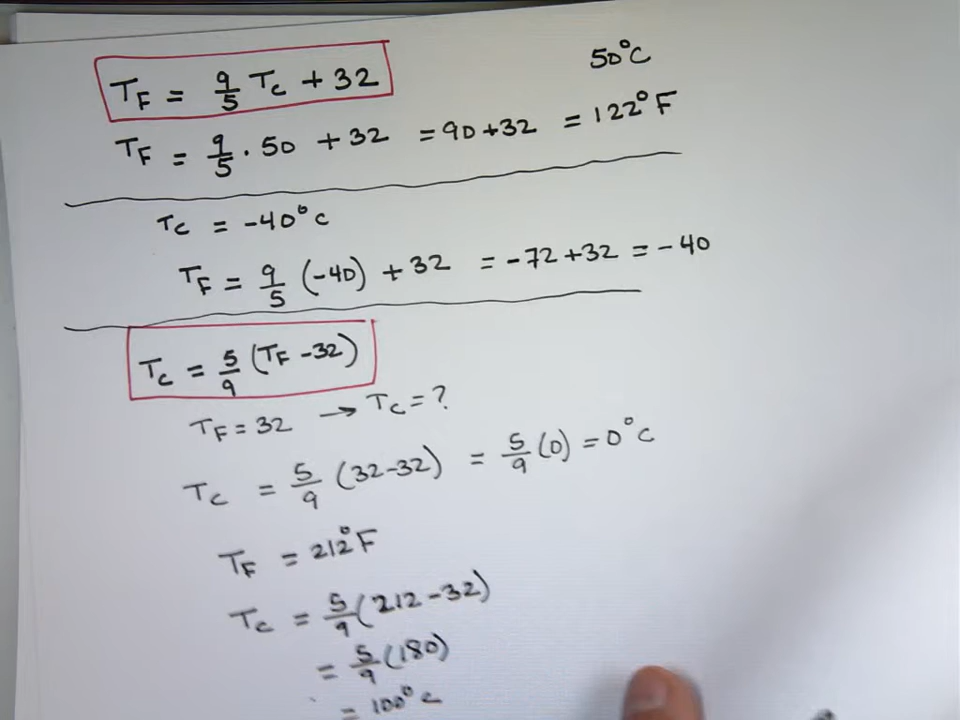 T_F = 9/5 T_C + 32
50°C
T_F = 9/5 · 50 + 32 = 90+32 = 122°F
T_C = -40°C
T_F = 9/5 (-40) + 32 = -72+32 = -40
T_C = 5/9 (T_F -32)
T_F = 32 → T_C = ?
T_C = 5/9 (32-32) = 5/9 (0) = 0°C
T_F = 212°F
T_C = 5/9 (212-32)
= 5/9 (180)
= 100°C